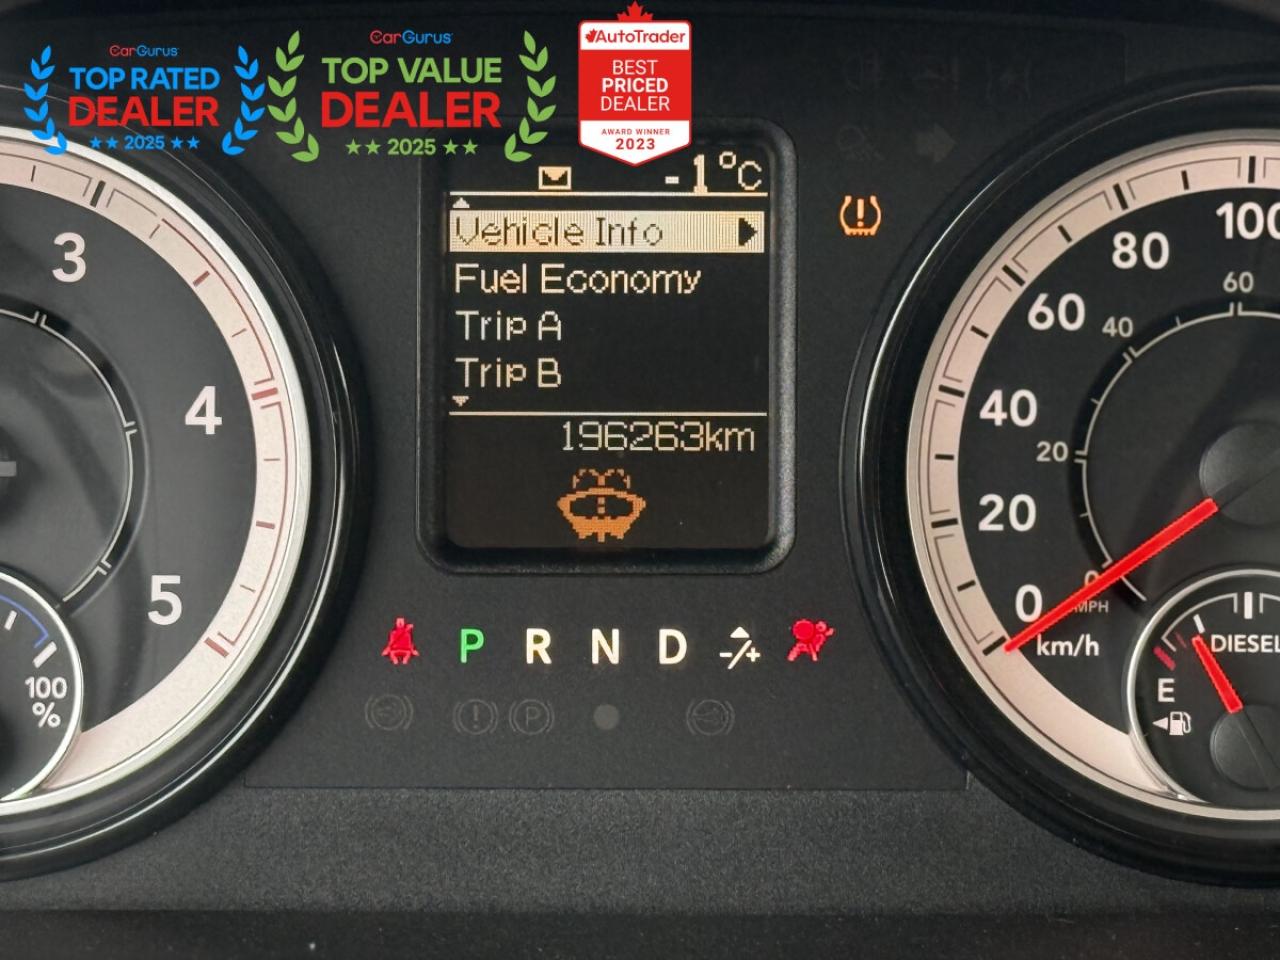 CarGurus
TOP RATED
DEALER
★★ 2025 ★★
CarGurus
TOP VALUE
DEALER
★★ 2025 ★★
AutoTrader
BEST
PRICED
DEALER
AWARD WINNER
2023
-1°C
Vehicle Info
Fuel Economy
Trip A
Trip B
196263km
3
4
5
100
%
P R N D -/+
100
80
60
40
20
0
km/h
60
40
20
0
MPH
DIESEL
E